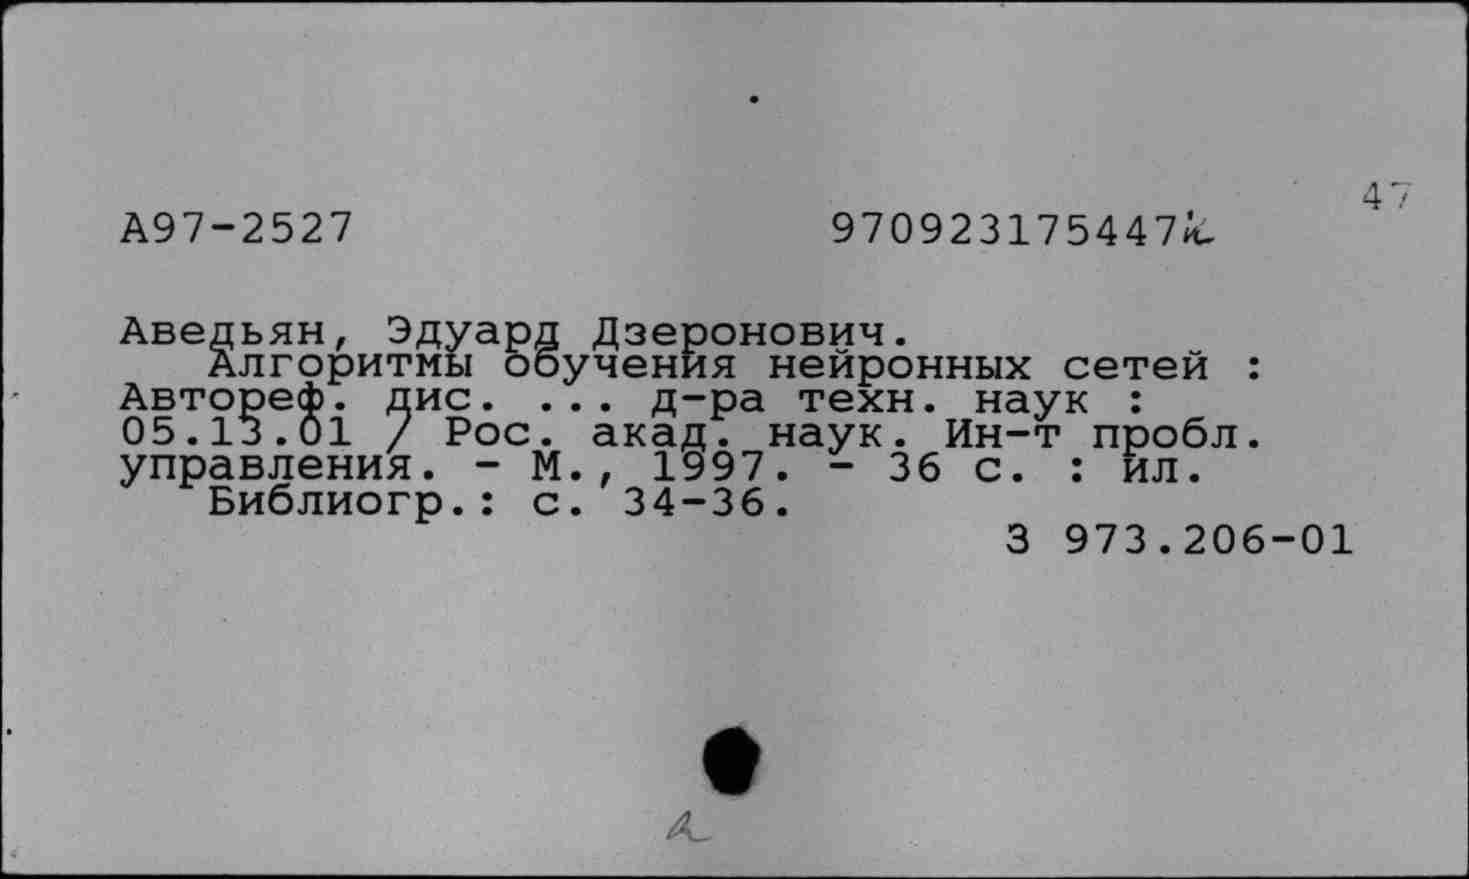 47
А97-2527 970923175447
Аведьян, Эдуард Дзеронович.
Алгоритмы обучения нейронных сетей :
Автореф. дис. ... д-ра техн. наук :
05.13.01 / Рос. акад. наук. Ин-т пробл.
управления. - М., 1997. - 36 с. : ил.
Библиогр.: с. 34-36.
З 973.206-01